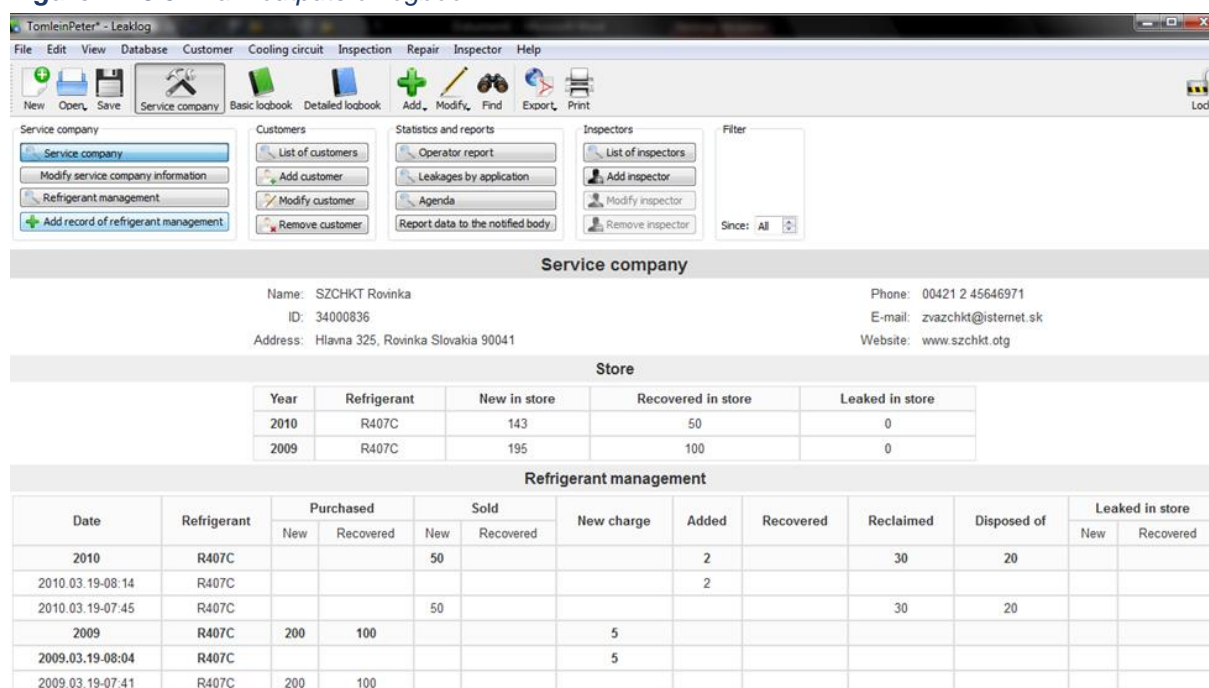 TomleinPeter* - Leaklog
File Edit View Database Customer Cooling circuit Inspection Repair Inspector Help
New Open Save Service company Basic logbook Detailed logbook Add Modify Find Export Print Lock
Service company Customers Statistics and reports Inspectors Filter
Service company List of customers Operator report List of inspectors
Modify service company information Add customer Leakages by application Add inspector
Refrigerant management Modify customer Agenda Modify inspector
Add record of refrigerant management Remove customer Report data to the notified body Remove inspector Since: All
Service company
Name: SZCHKT Rovinka Phone: 00421 2 45646971
ID: 34000836 E-mail: zvazchkt@isternet.sk
Address: Hlavna 325, Rovinka Slovakia 90041 Website: www.szchkt.otg
Store
Year Refrigerant New in store Recovered in store Leaked in store
2010 R407C 143 50 0
2009 R407C 195 100 0
Refrigerant management
Date Refrigerant Purchased Sold New charge Added Recovered Reclaimed Disposed of Leaked in store
New Recovered New Recovered New Recovered
2010 R407C 50 2 30 20
2010.03.19-08:14 R407C 2
2010.03.19-07:45 R407C 50 30 20
2009 R407C 200 100 5
2009.03.19-08:04 R407C 5
2009.03.19-07:41 R407C 200 100